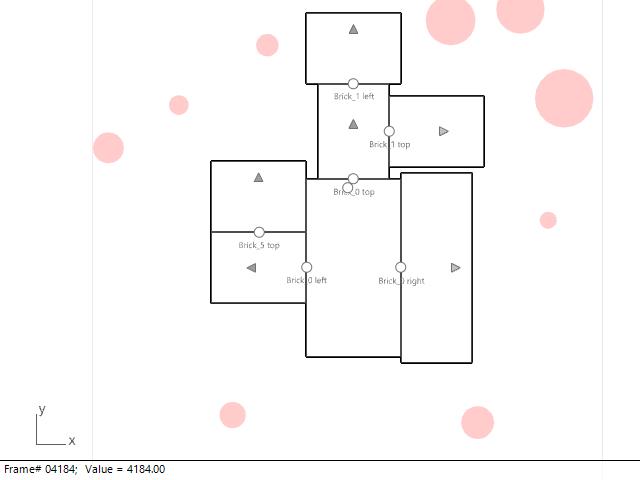 Brick_1 left
Brick_1 top
Brick_0 top
Brick_5 top
Brick_0 left
Brick_0 right
y
x
Frame# 04184; Value = 4184.00